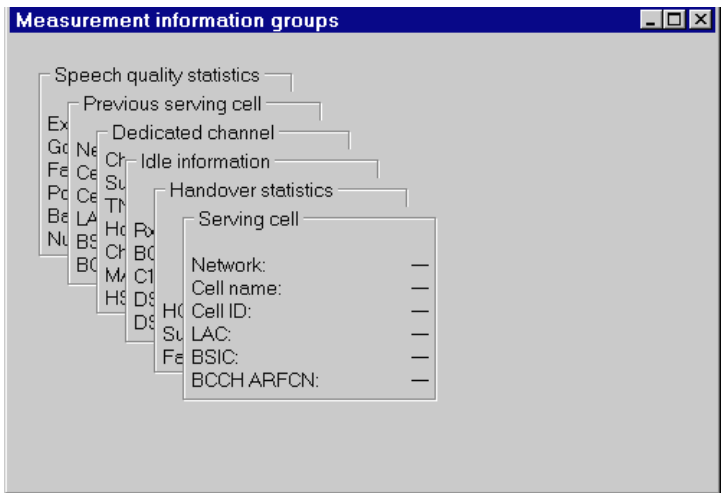 Measurement information groups
Speech quality statistics
Previous serving cell
Dedicated channel
Idle information
Handover statistics
Serving cell
Network: —
Cell name: —
Cell ID: —
LAC: —
BSIC: —
BCCH ARFCN: —